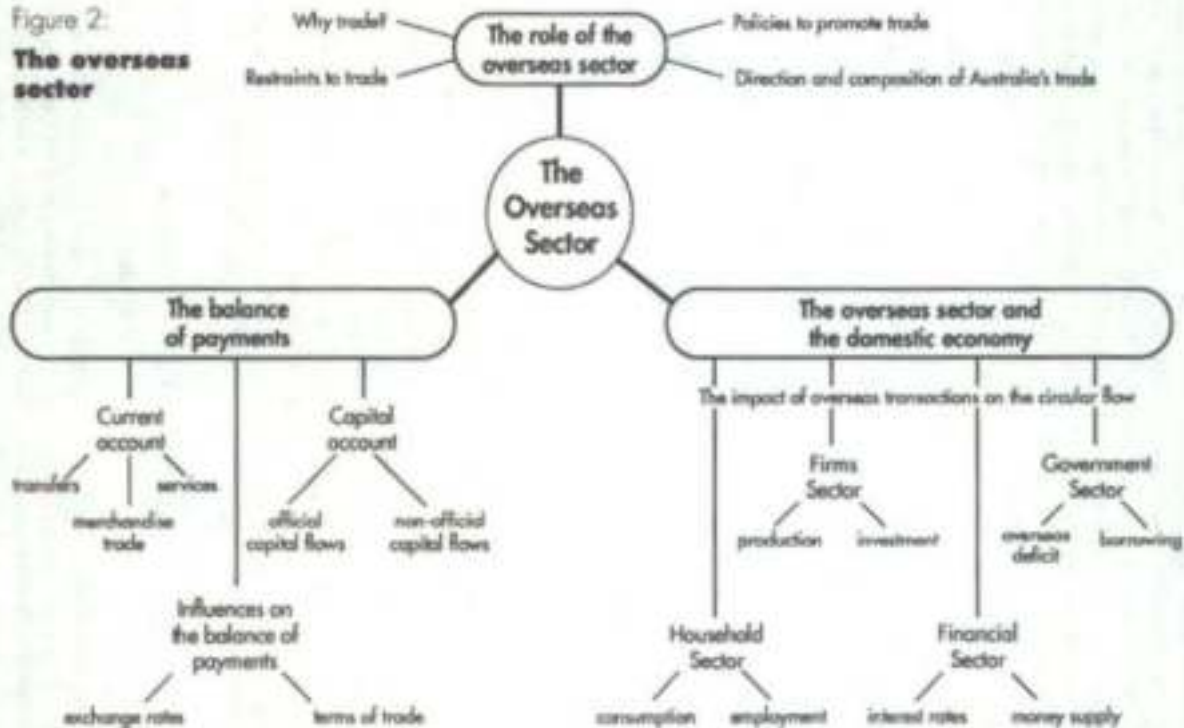 Figure 2:
The overseas
sector
Why trade?
Restraints to trade
The role of the
overseas sector
Policies to promote trade
Direction and composition of Australia's trade
The
Overseas
Sector
The balance
of payments
Current
account
transfers
services
merchandise
trade
Capital
account
official
capital flows
non-official
capital flows
Influences on
the balance of
payments
exchange rates
terms of trade
The overseas sector and
the domestic economy
The impact of overseas transactions on the circular flow
Firms
Sector
production
investment
Government
Sector
overseas
deficit
borrowing
Household
Sector
consumption
employment
Financial
Sector
interest rates
money supply